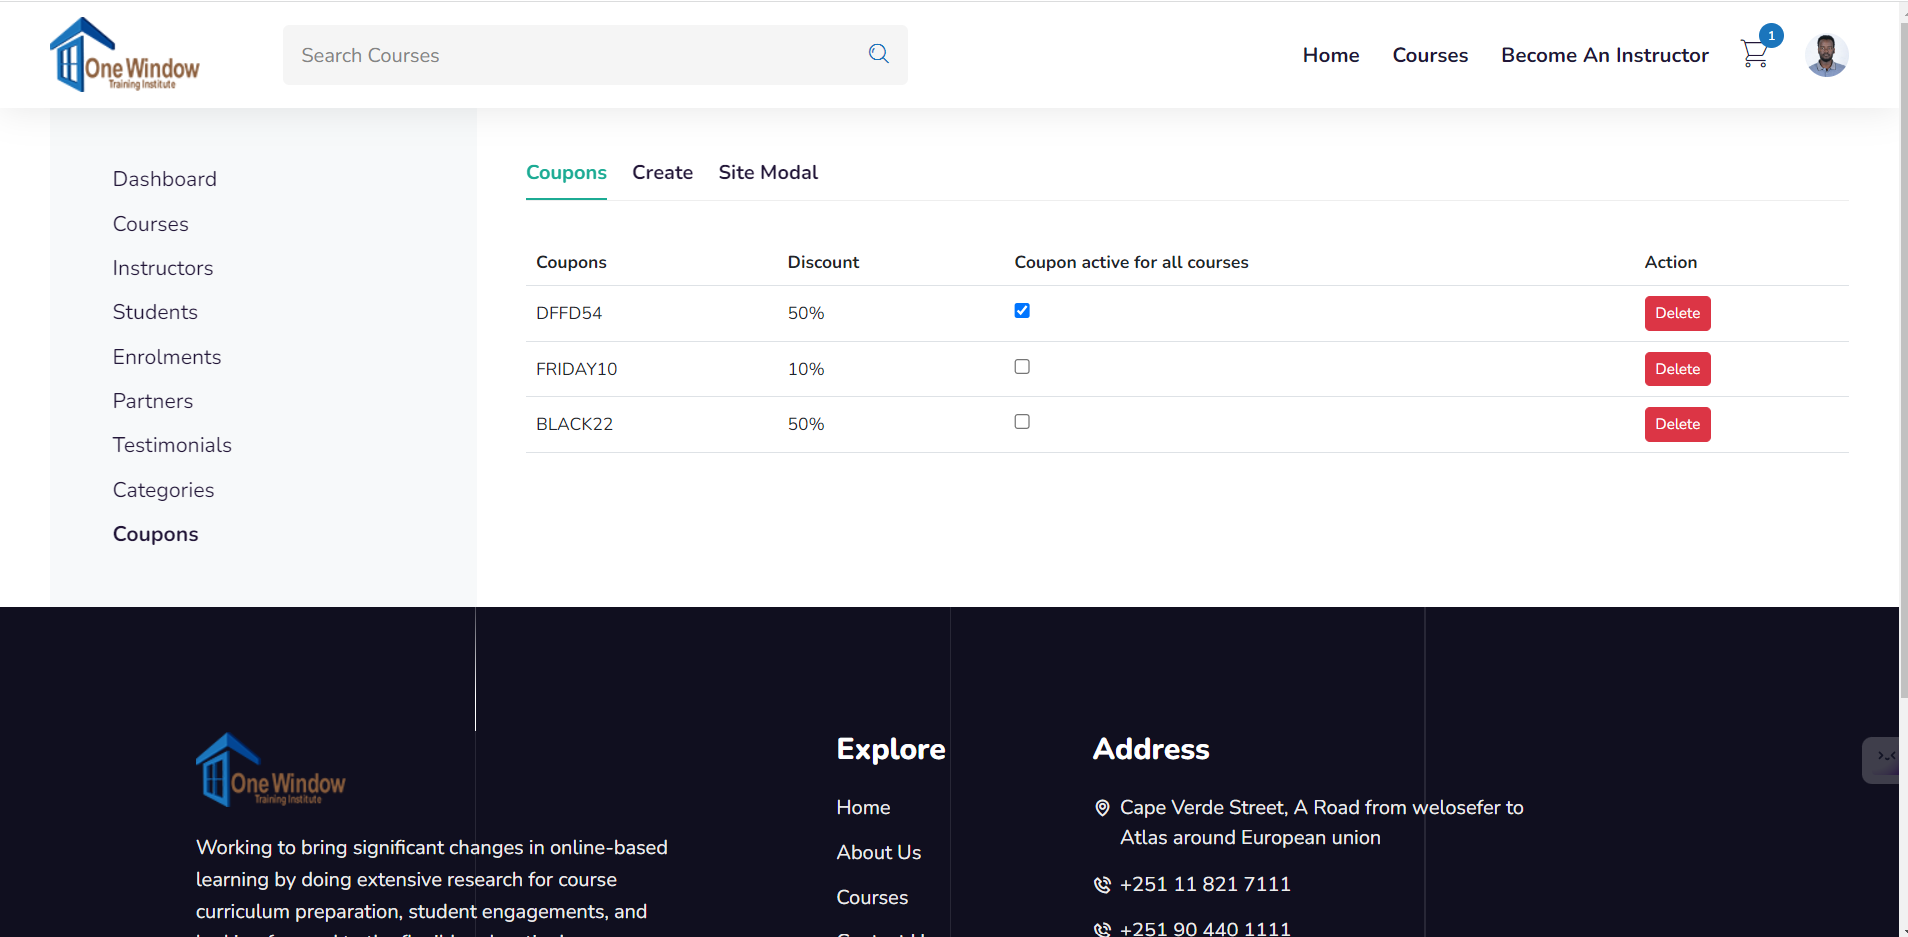 One Window
Training Institute
Search Courses
Home
Courses
Become An Instructor
1
Dashboard
Courses
Instructors
Students
Enrolments
Partners
Testimonials
Categories
Coupons
Coupons Create Site Modal
Coupons Discount Coupon active for all courses Action
DFFD54 50% Delete
FRIDAY10 10% Delete
BLACK22 50% Delete
One Window
Training Institute
Working to bring significant changes in online-based
learning by doing extensive research for course
curriculum preparation, student engagements, and
Explore
Home
About Us
Courses
Address
Cape Verde Street, A Road from welosefer to
Atlas around European union
+251 11 821 7111
+251 90 440 1111